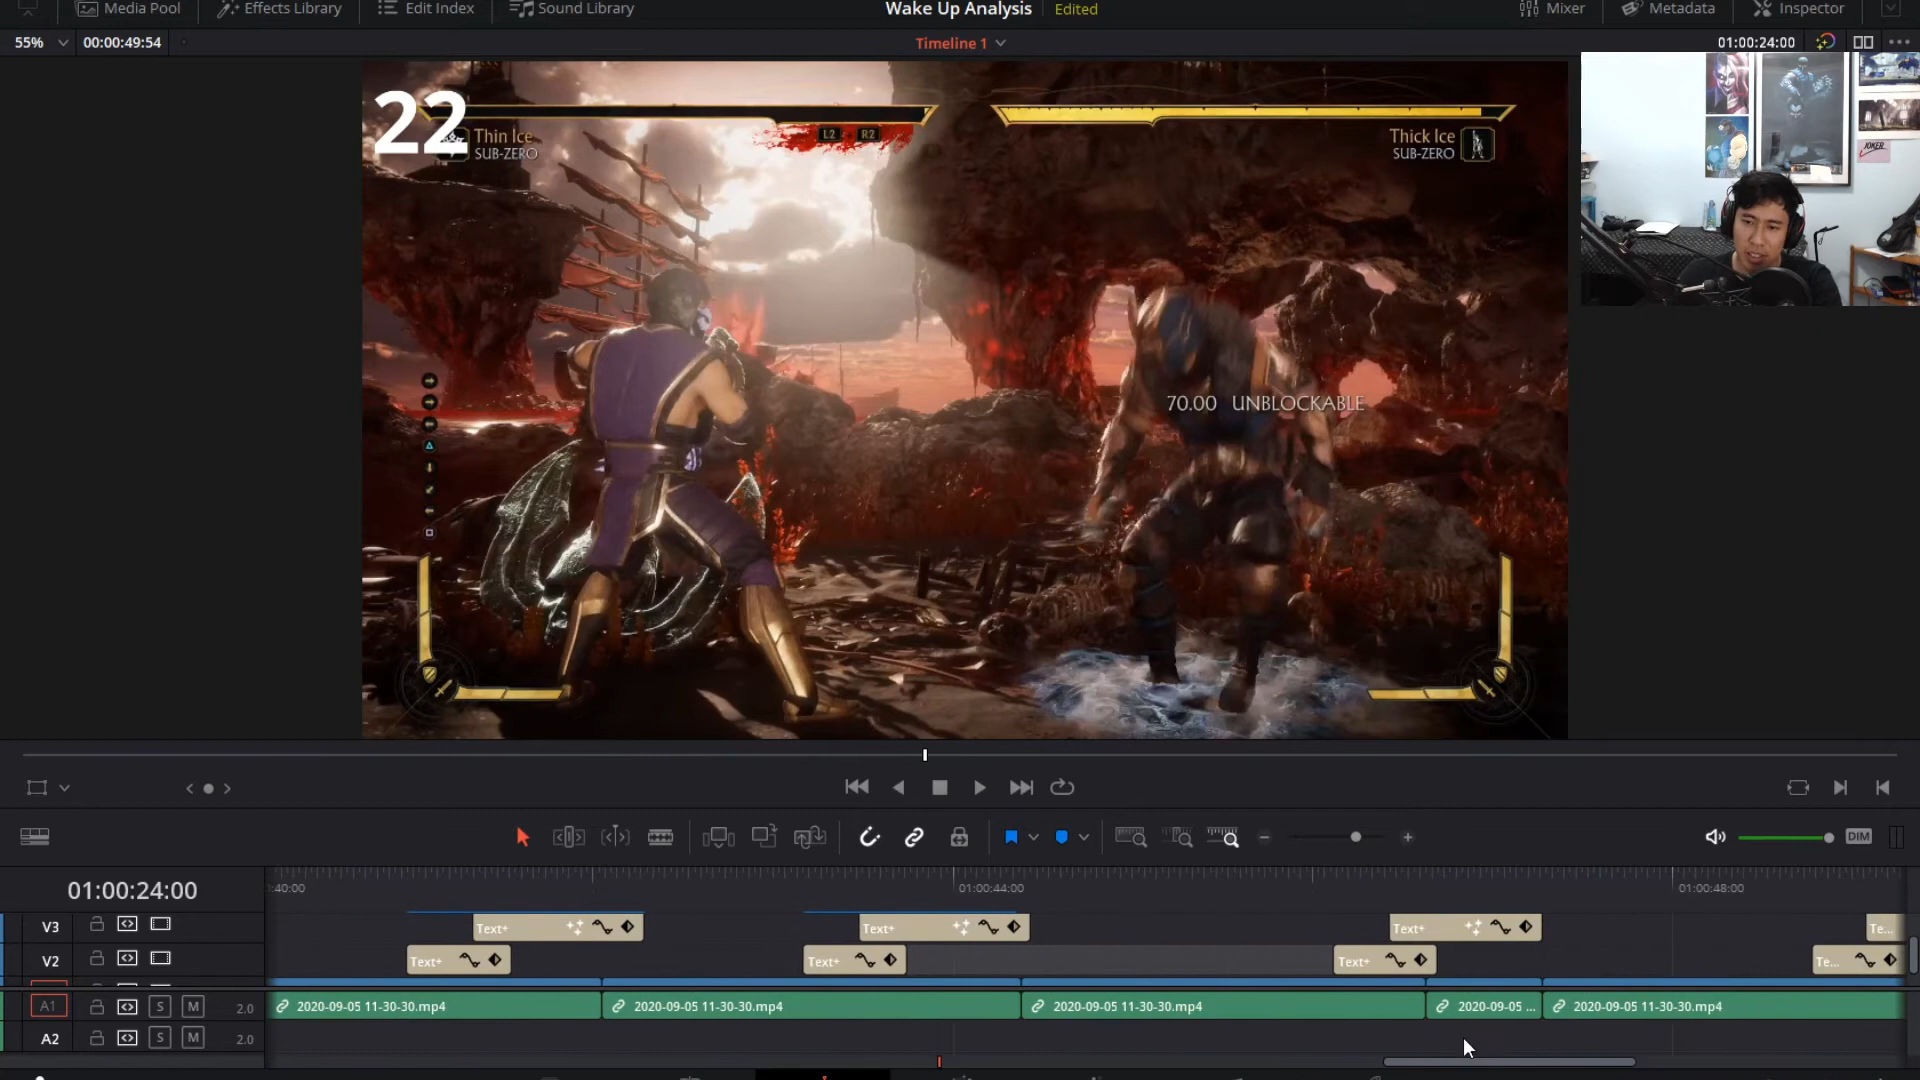 Media Pool
Effects Library
Edit Index
Sound Library
Wake Up Analysis
Edited
Mixer
Metadata
Inspector
55%
00:00:49:54
Timeline 1
01:00:24:00
22
Thin Ice
SUB-ZERO
L2
R2
Thick Ice
SUB-ZERO
JOKER
70.00 UNBLOCKABLE
DIM
01:00:24:00
:40:00
01:00:44:00
01:00:48:00
V3
Text+
Text+
Text+
Te...
V2
Text+
Text+
Text+
Te...
A1
S
M
2.0
2020-09-05 11-30-30.mp4
2020-09-05 11-30-30.mp4
2020-09-05 11-30-30.mp4
2020-09-05 ...
2020-09-05 11-30-30.mp4
A2
S
M
2.0